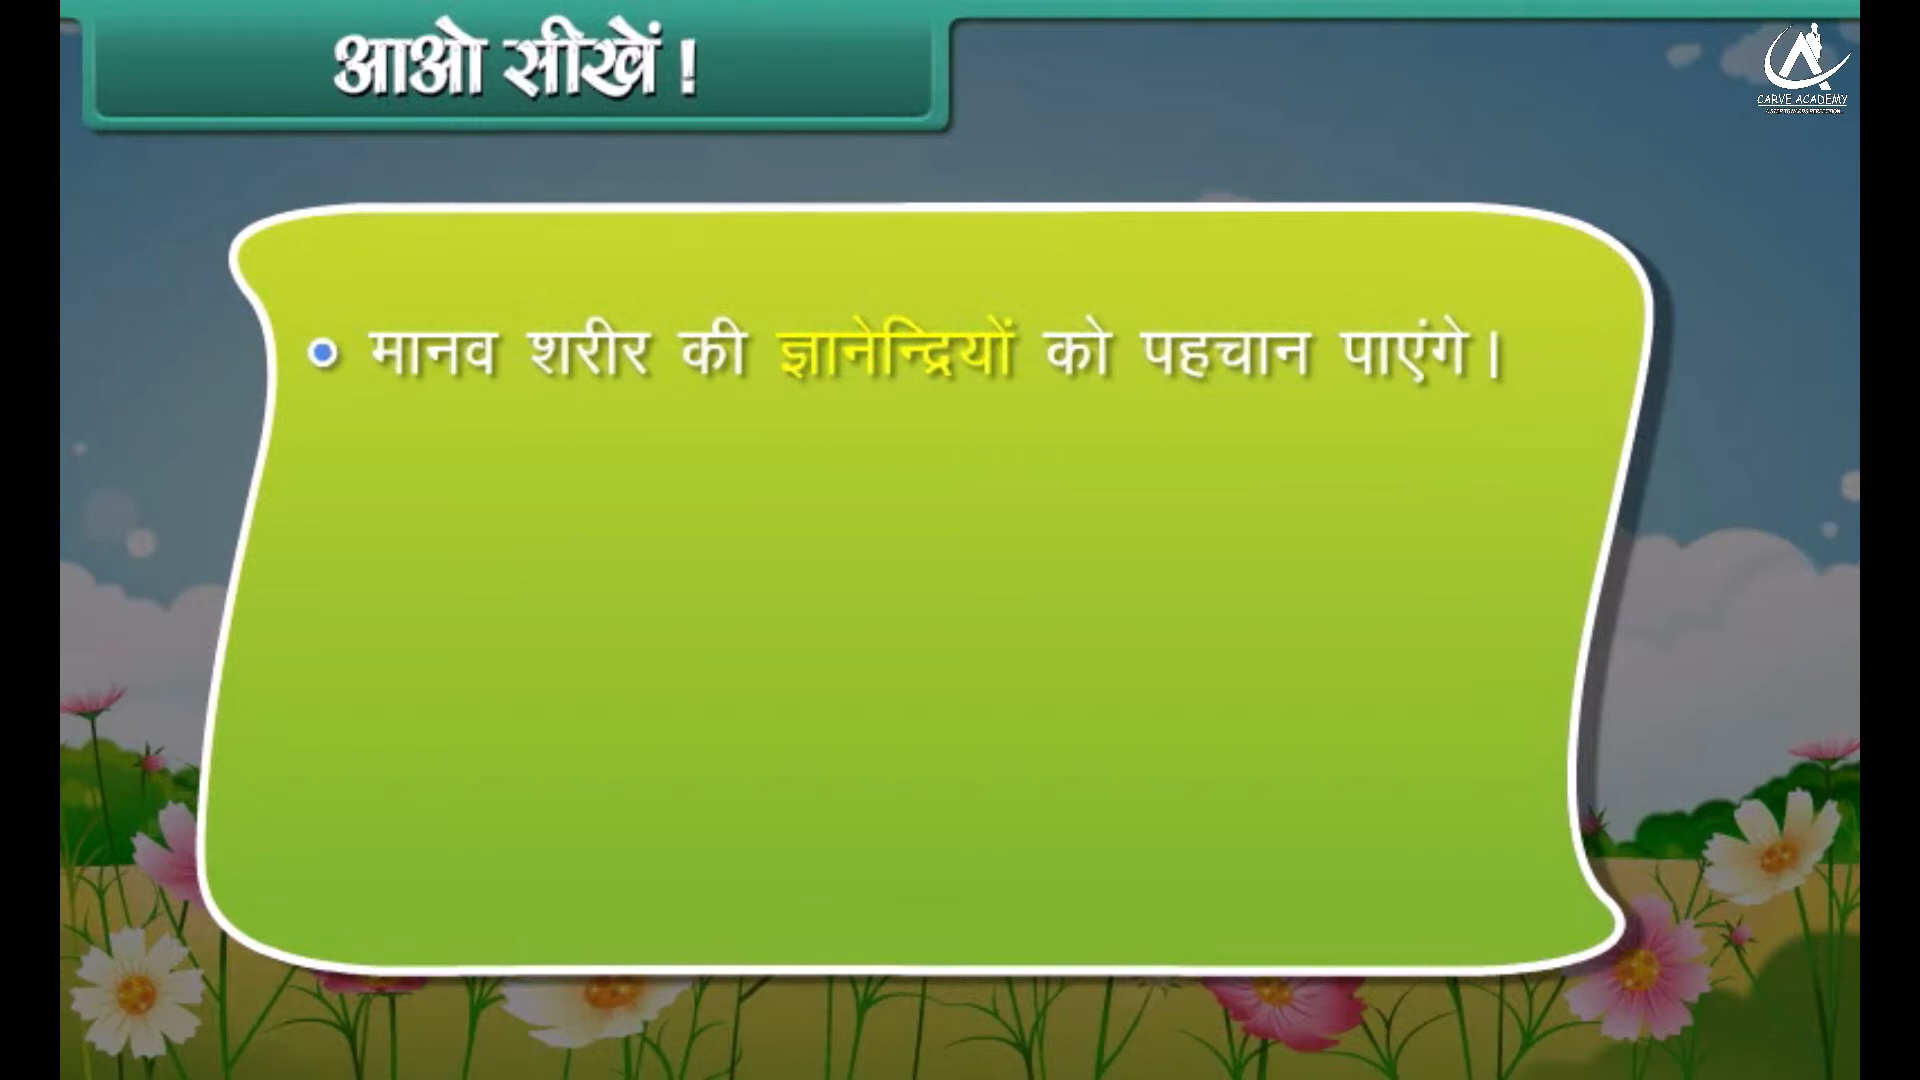 आओ सीखें !
CARVE ACADEMY
• मानव शरीर की ज्ञानेन्द्रियों को पहचान पाएंगे।